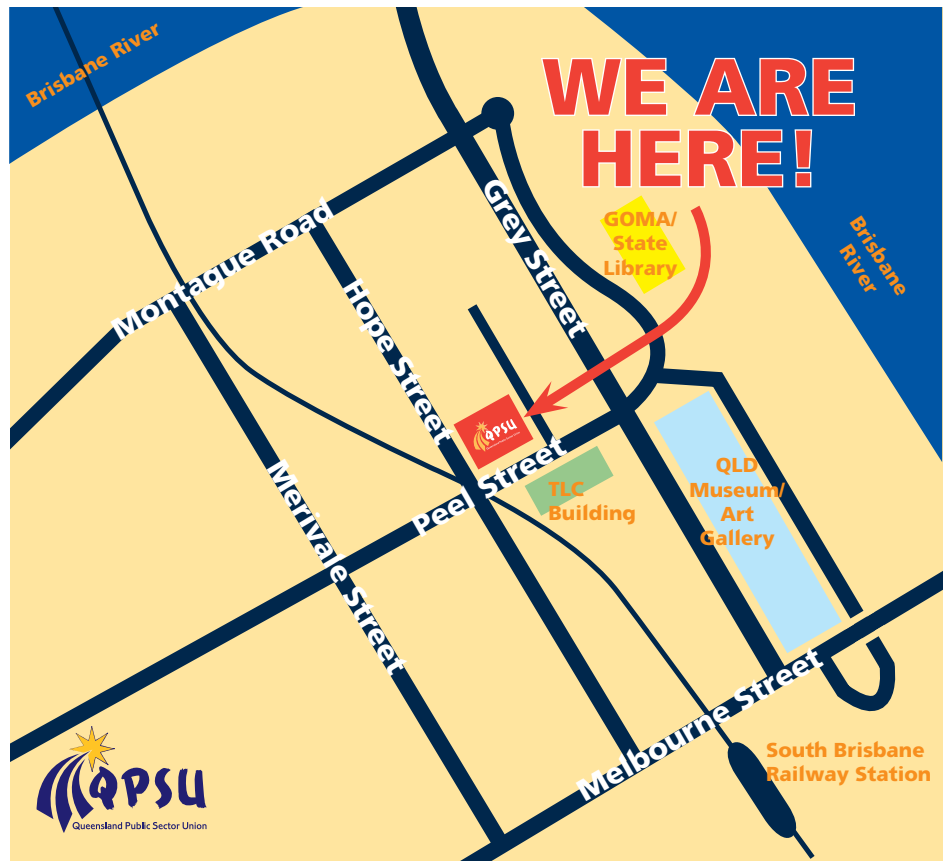 Brisbane River
WE ARE
HERE!
GOMA/
State
Library
Brisbane
River
Grey Street
Montague Road
Hope Street
QPSU
Peel Street
TLC
Building
QLD
Museum/
Art
Gallery
Merivale Street
Melbourne Street
South Brisbane
Railway Station
QPSU
Queensland Public Sector Union